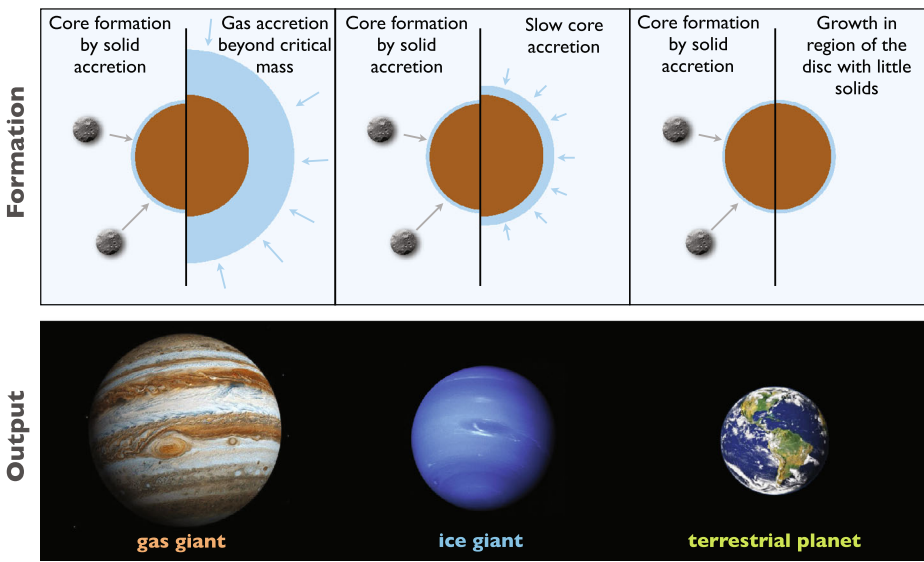 Formation
Core formation
by solid
accretion
Gas accretion
beyond critical
mass
Core formation
by solid
accretion
Slow core
accretion
Core formation
by solid
accretion
Growth in
region of the
disc with little
solids
Output
gas giant
ice giant
terrestrial planet